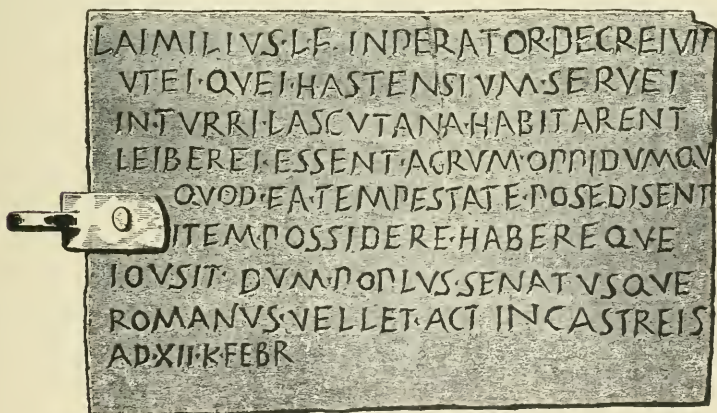 L·AIMILIVS·L·F· INPERATOR·DECREIVIT
VTEI·QVEI·HASTENSIVM·SERVEI
IN·TVRRI·LASCVTANA·HABITARENT
LEIBEREI·ESSENT·AGRVM·OPPIDVMQV
QVOD·EA·TEMPESTATE·POSEDISENT
ITEM·POSSIDERE·HABEREQVE
IOVSIT· DVM·POPLVS·SENATVSQVE
ROMANVS·VELLET·ACT IN CASTREIS
A·D·XII·K·FEBR